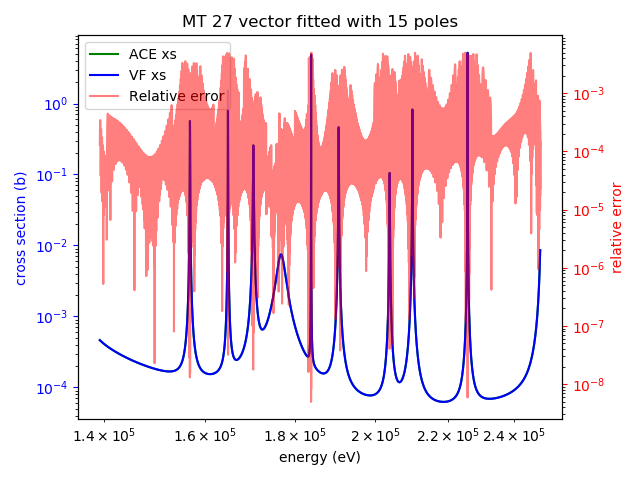 MT 27 vector fitted with 15 poles
ACE xs
VF xs
Relative error
cross section (b)
10⁰
10⁻¹
10⁻²
10⁻³
10⁻⁴
10⁻³
10⁻⁴
10⁻⁵
10⁻⁶
10⁻⁷
10⁻⁸
relative error
1.4 × 10⁵ 1.6 × 10⁵ 1.8 × 10⁵ 2 × 10⁵ 2.2 × 10⁵ 2.4 × 10⁵
energy (eV)